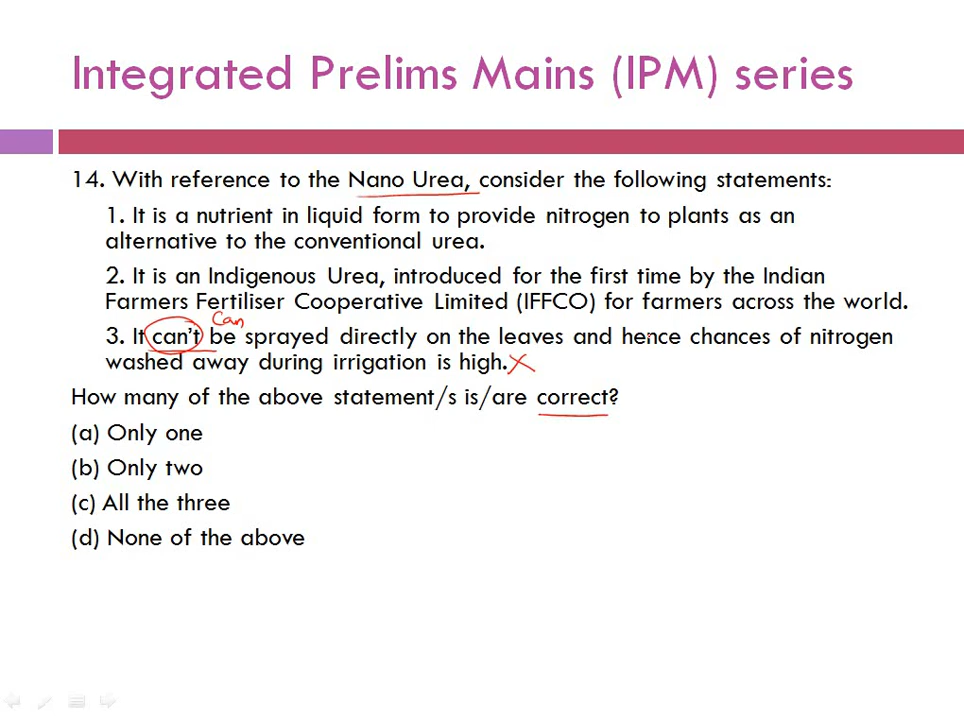 Integrated Prelims Mains (IPM) series
14. With reference to the Nano Urea, consider the following statements:
1. It is a nutrient in liquid form to provide nitrogen to plants as an
alternative to the conventional urea.
2. It is an Indigenous Urea, introduced for the first time by the Indian
Farmers Fertiliser Cooperative Limited (IFFCO) for farmers across the world.
Can
3. It can't be sprayed directly on the leaves and hence chances of nitrogen
washed away during irrigation is high. X
How many of the above statement/s is/are correct?
(a) Only one
(b) Only two
(c) All the three
(d) None of the above